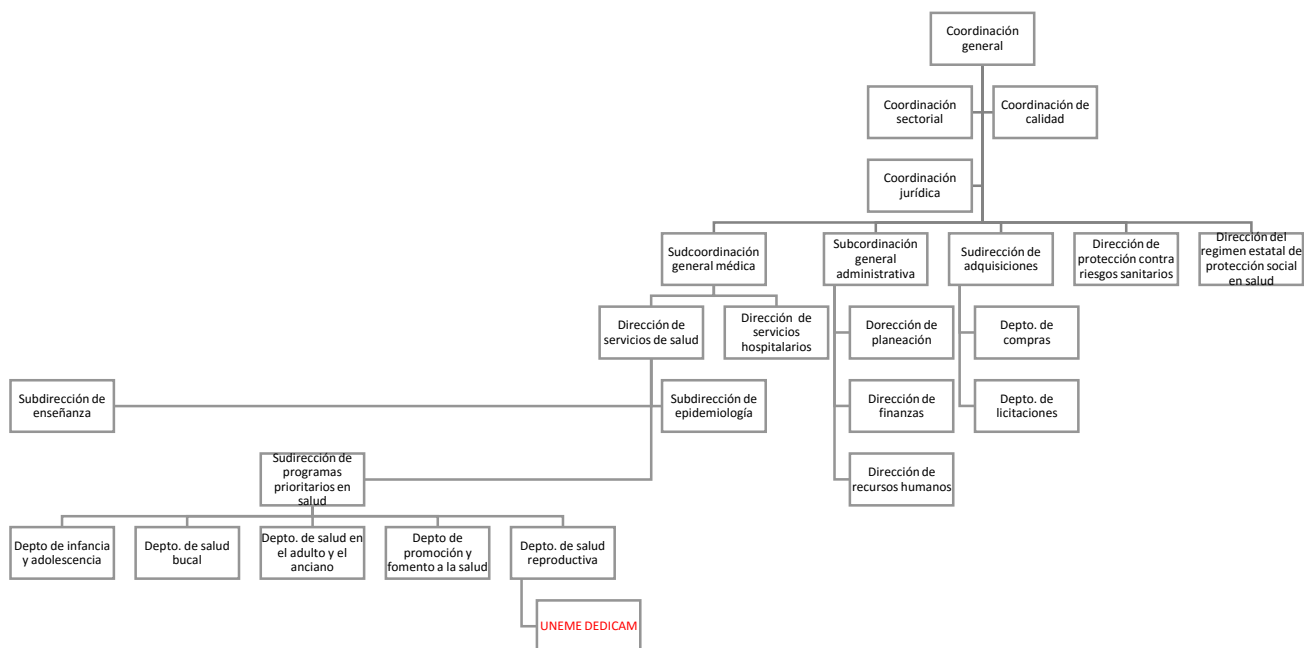 Coordinación
general
Coordinación
sectorial
Coordinación de
calidad
Coordinación
jurídica
Sudcoordinación
general médica
Subcordinación
general
administrativa
Sudirección de
adquisiciones
Dirección de
protección contra
riesgos sanitarios
Dirección del
regimen estatal de
protección social
en salud
Dirección de
servicios de salud
Dirección de
servicios
hospitalarios
Dorección de
planeación
Depto. de
compras
Subdirección de
enseñanza
Subdirección de
epidemiología
Dirección de
finanzas
Depto. de
licitaciones
Sudirección de
programas
prioritarios en
salud
Dirección de
recursos humanos
Depto de infancia
y adolescencia
Depto. de salud
bucal
Depto. de salud en
el adulto y el
anciano
Depto de
promoción y
fomento a la salud
Depto. de salud
reproductiva
UNEME DEDICAM